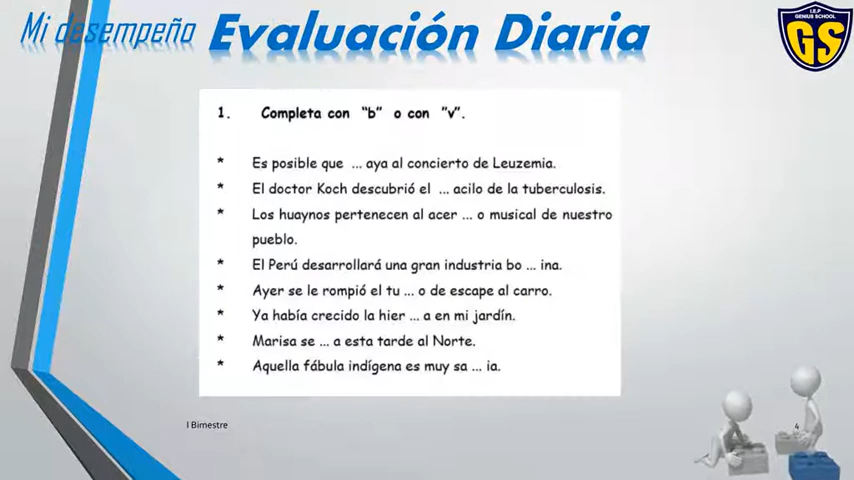 Mi desempeño Evaluación Diaria
I.E.P
GENIUS SCHOOL
GS
1. Completa con "b" o con "v".
* Es posible que ... aya al concierto de Leuzemia.
* El doctor Koch descubrió el ... acilo de la tuberculosis.
* Los huaynos pertenecen al acer ... o musical de nuestro
pueblo.
* El Perú desarrollará una gran industria bo ... ina.
* Ayer se le rompió el tu ... o de escape al carro.
* Ya había crecido la hier ... a en mi jardín.
* Marisa se ... a esta tarde al Norte.
* Aquella fábula indígena es muy sa ... ia.
I Bimestre
4